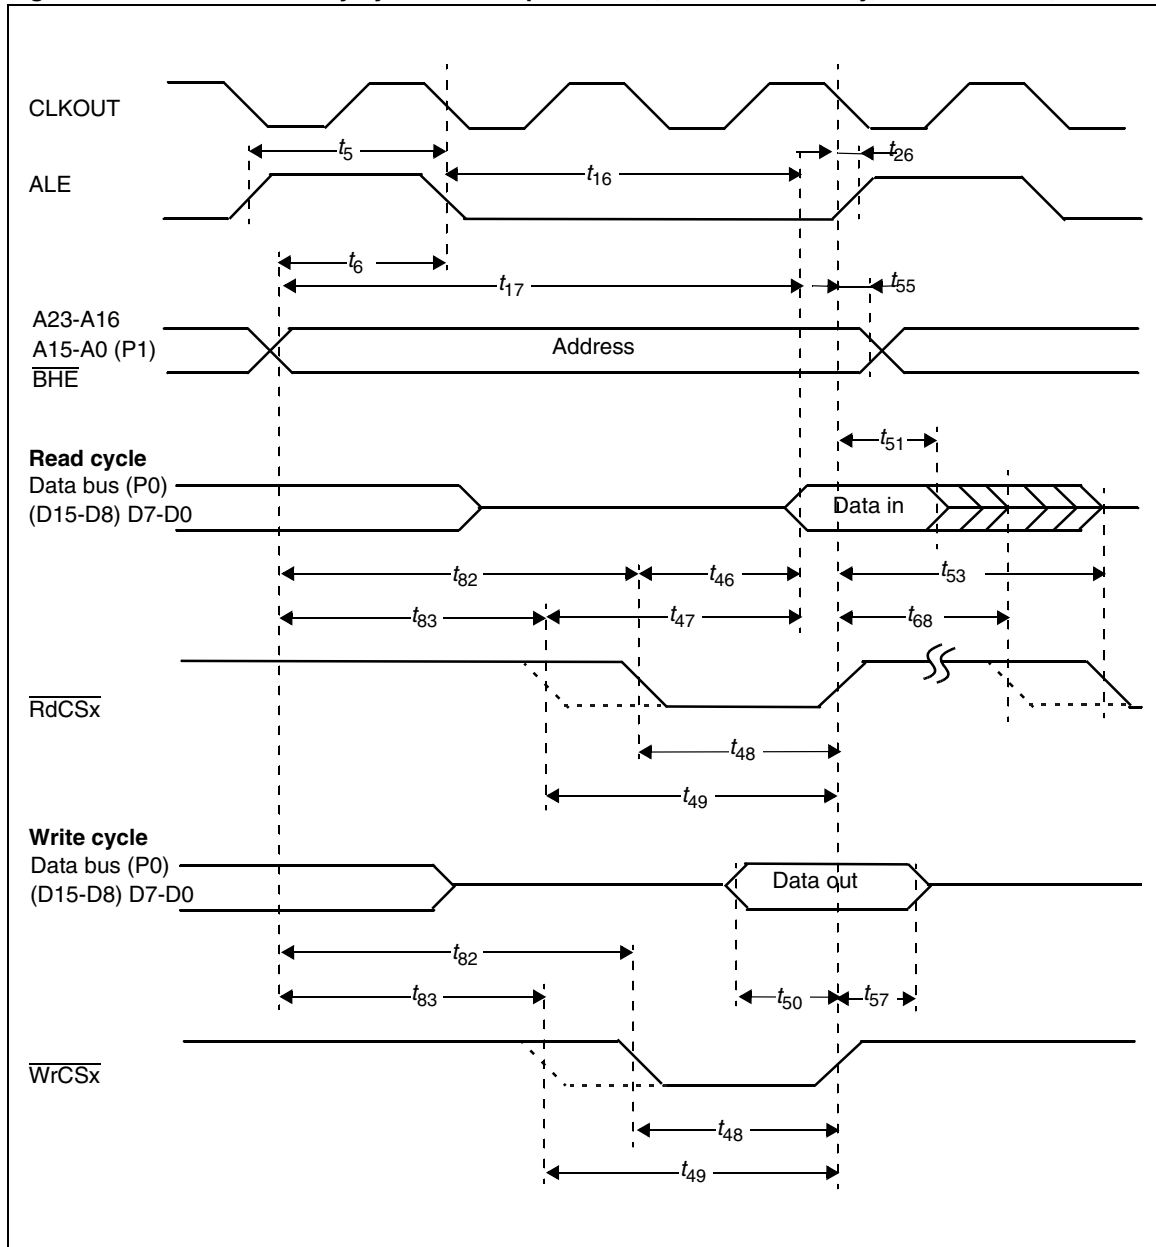 CLKOUT
t5
t26
ALE
t16
t6
t17
t55
A23-A16
A15-A0 (P1)
Address
BHE
t51
Read cycle
Data bus (P0)
(D15-D8) D7-D0
Data in
t82
t46
t53
t83
t47
t68
RdCSx
t48
t49
Write cycle
Data bus (P0)
(D15-D8) D7-D0
Data out
t82
t83
t50
t57
WrCSx
t48
t49